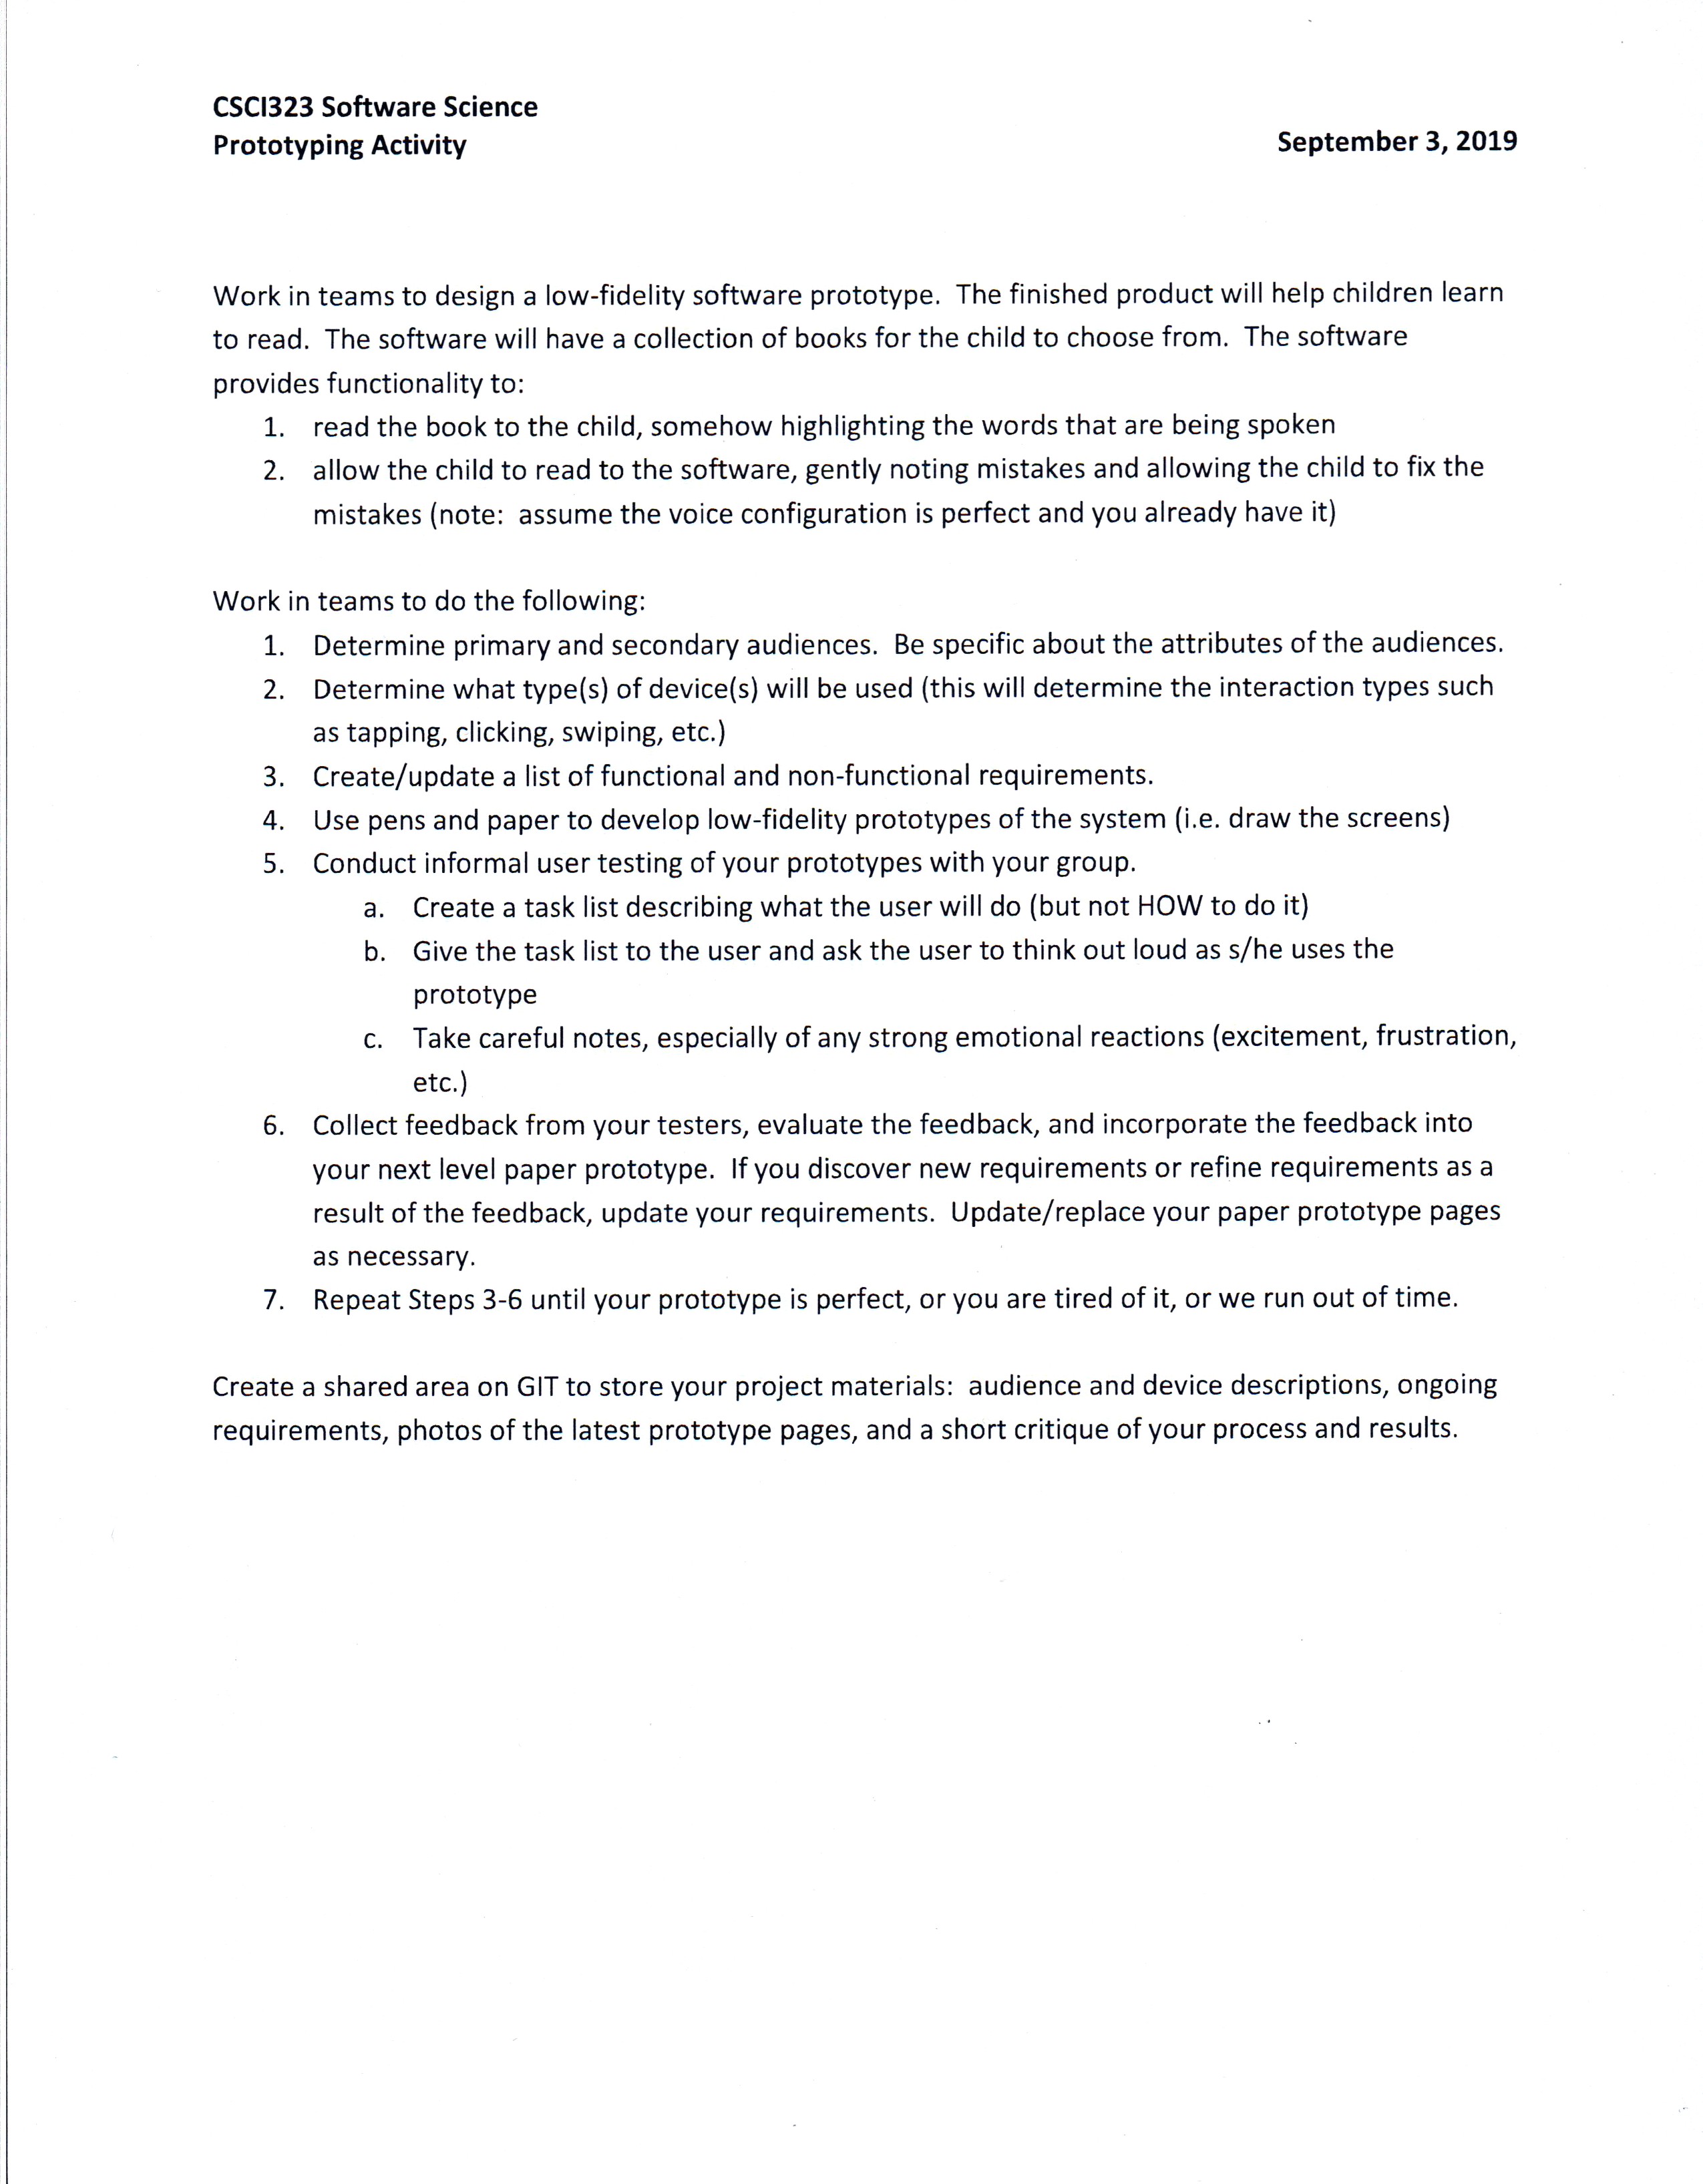 CSCI323 Software Science
Prototyping Activity
September 3, 2019
Work in teams to design a low-fidelity software prototype.  The finished product will help children learn
to read.  The software will have a collection of books for the child to choose from.  The software
provides functionality to:
1. read the book to the child, somehow highlighting the words that are being spoken
2. allow the child to read to the software, gently noting mistakes and allowing the child to fix the
mistakes (note:  assume the voice configuration is perfect and you already have it)
Work in teams to do the following:
1. Determine primary and secondary audiences.  Be specific about the attributes of the audiences.
2. Determine what type(s) of device(s) will be used (this will determine the interaction types such
as tapping, clicking, swiping, etc.)
3. Create/update a list of functional and non-functional requirements.
4. Use pens and paper to develop low-fidelity prototypes of the system (i.e. draw the screens)
5. Conduct informal user testing of your prototypes with your group.
a. Create a task list describing what the user will do (but not HOW to do it)
b. Give the task list to the user and ask the user to think out loud as s/he uses the
prototype
c. Take careful notes, especially of any strong emotional reactions (excitement, frustration,
etc.)
6. Collect feedback from your testers, evaluate the feedback, and incorporate the feedback into
your next level paper prototype.  If you discover new requirements or refine requirements as a
result of the feedback, update your requirements.  Update/replace your paper prototype pages
as necessary.
7. Repeat Steps 3-6 until your prototype is perfect, or you are tired of it, or we run out of time.
Create a shared area on GIT to store your project materials:  audience and device descriptions, ongoing
requirements, photos of the latest prototype pages, and a short critique of your process and results.